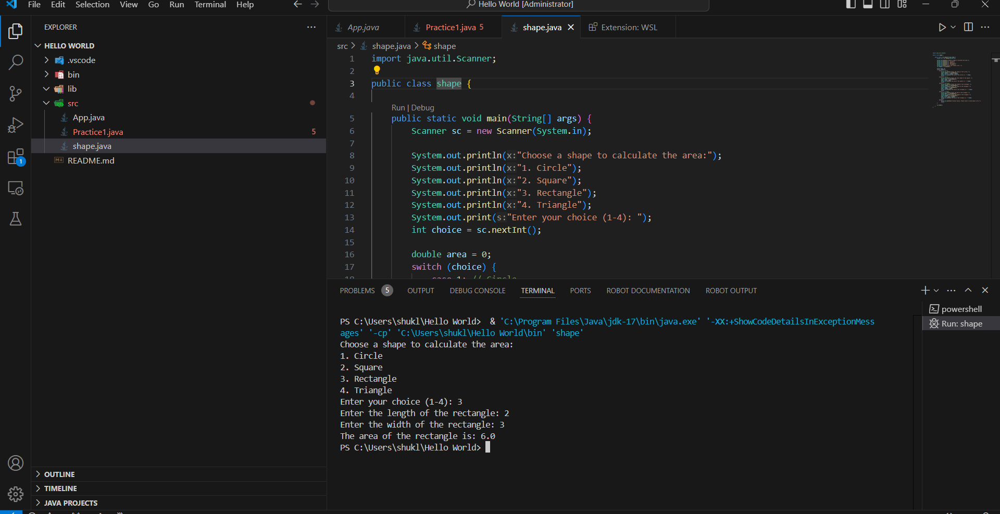 File Edit Selection View Go Run Terminal Help
Hello World [Administrator]
EXPLORER
HELLO WORLD
.vscode
bin
lib
src
App.java
Practice1.java 5
shape.java
README.md
OUTLINE
TIMELINE
JAVA PROJECTS
1
App.java
Practice1.java 5
shape.java
Extension: WSL
src > shape.java > shape
1 import java.util.Scanner;
2
3 public class shape {
4
Run | Debug
5 public static void main(String[] args) {
6 Scanner sc = new Scanner(System.in);
7
8 System.out.println(x:"Choose a shape to calculate the area:");
9 System.out.println(x:"1. Circle");
10 System.out.println(x:"2. Square");
11 System.out.println(x:"3. Rectangle");
12 System.out.println(x:"4. Triangle");
13 System.out.print(s:"Enter your choice (1-4): ");
14 int choice = sc.nextInt();
15
16 double area = 0;
17 switch (choice) {
18 case 1: // Circle
PROBLEMS 5 OUTPUT DEBUG CONSOLE TERMINAL PORTS ROBOT DOCUMENTATION ROBOT OUTPUT
PS C:\Users\shukl\Hello World>  & 'C:\Program Files\Java\jdk-17\bin\java.exe' '-XX:+ShowCodeDetailsInExceptionMess
ages' '-cp' 'C:\Users\shukl\Hello World\bin' 'shape'
Choose a shape to calculate the area:
1. Circle
2. Square
3. Rectangle
4. Triangle
Enter your choice (1-4): 3
Enter the length of the rectangle: 2
Enter the width of the rectangle: 3
The area of the rectangle is: 6.0
PS C:\Users\shukl\Hello World>
powershell
Run: shape